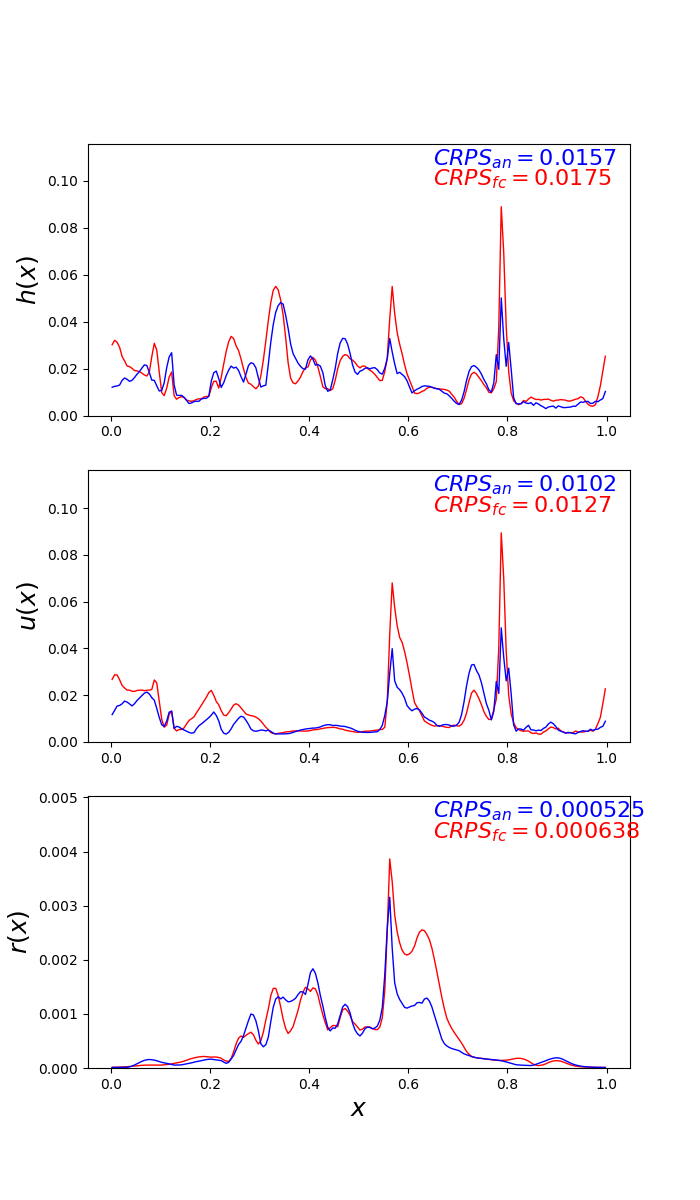 CRPS_an = 0.0157
CRPS_fc = 0.0175
h(x)
0.10
0.08
0.06
0.04
0.02
0.00
0.0 0.2 0.4 0.6 0.8 1.0
CRPS_an = 0.0102
CRPS_fc = 0.0127
u(x)
0.10
0.08
0.06
0.04
0.02
0.00
0.0 0.2 0.4 0.6 0.8 1.0
CRPS_an = 0.000525
CRPS_fc = 0.000638
r(x)
0.005
0.004
0.003
0.002
0.001
0.000
0.0 0.2 0.4 0.6 0.8 1.0
x